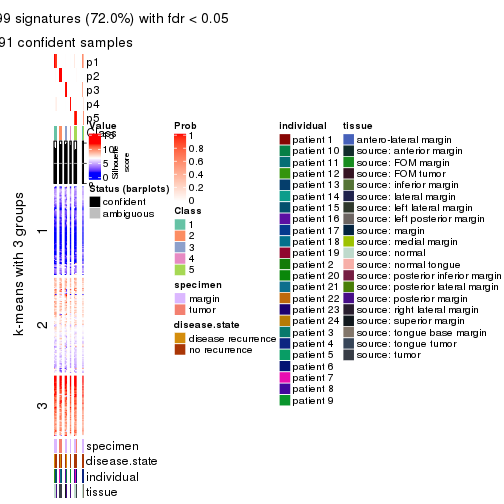 99 signatures (72.0%) with fdr < 0.05
91 confident samples
p1
p2
p3
p4
p5
Class
Silhouette score
k-means with 3 groups
1
2
3
specimen
disease.state
individual
tissue
Value
15
10
5
0
Status (barplots)
confident
ambiguous
Prob
1
0.8
0.6
0.4
0.2
0
Class
1
2
3
4
5
specimen
margin
tumor
disease.state
disease recurrence
no recurrence
individual
patient 1
patient 10
patient 11
patient 12
patient 13
patient 14
patient 15
patient 16
patient 17
patient 18
patient 19
patient 2
patient 20
patient 21
patient 22
patient 23
patient 24
patient 3
patient 4
patient 5
patient 6
patient 7
patient 8
patient 9
tissue
antero-lateral margin
source: anterior margin
source: FOM margin
source: FOM tumor
source: inferior margin
source: lateral margin
source: left lateral margin
source: left posterior margin
source: margin
source: medial margin
source: normal
source: normal tongue
source: posterior inferior margin
source: posterior lateral margin
source: posterior margin
source: right lateral margin
source: superior margin
source: tongue base margin
source: tongue tumor
source: tumor